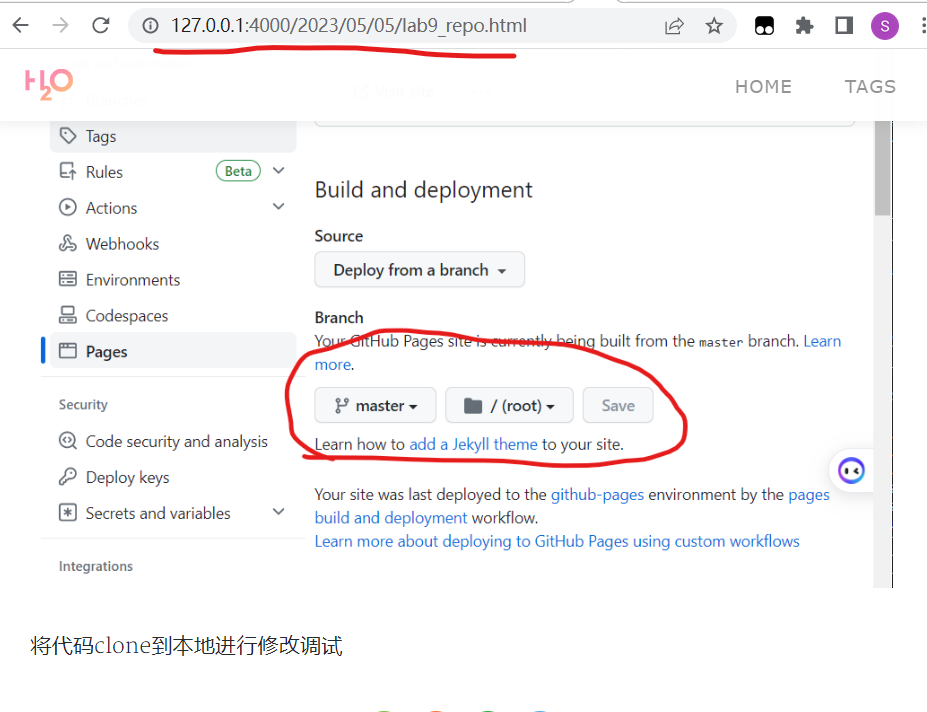 127.0.0.1:4000/2023/05/05/lab9_repo.html
S
H2O
HOME
TAGS
Tags
Rules
Beta
Actions
Webhooks
Environments
Codespaces
Pages
Security
Code security and analysis
Deploy keys
Secrets and variables
Integrations
Build and deployment
Source
Deploy from a branch
Branch
Your GitHub Pages site is currently being built from the master branch. Learn
more.
master
/ (root)
Save
Learn how to add a Jekyll theme to your site.
Your site was last deployed to the github-pages environment by the pages
build and deployment workflow.
Learn more about deploying to GitHub Pages using custom workflows
将代码clone到本地进行修改调试